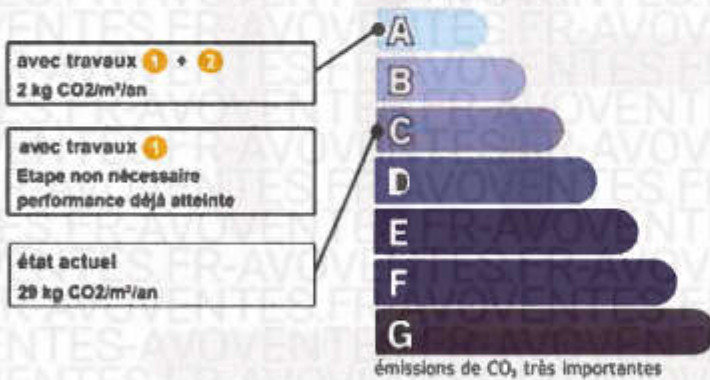 avec travaux 1 + 2
2 kg CO2/m²/an
avec travaux 1
Etape non nécessaire
performance déjà atteinte
état actuel
29 kg CO2/m²/an
A
B
C
D
E
F
G
émissions de CO₂ très importantes